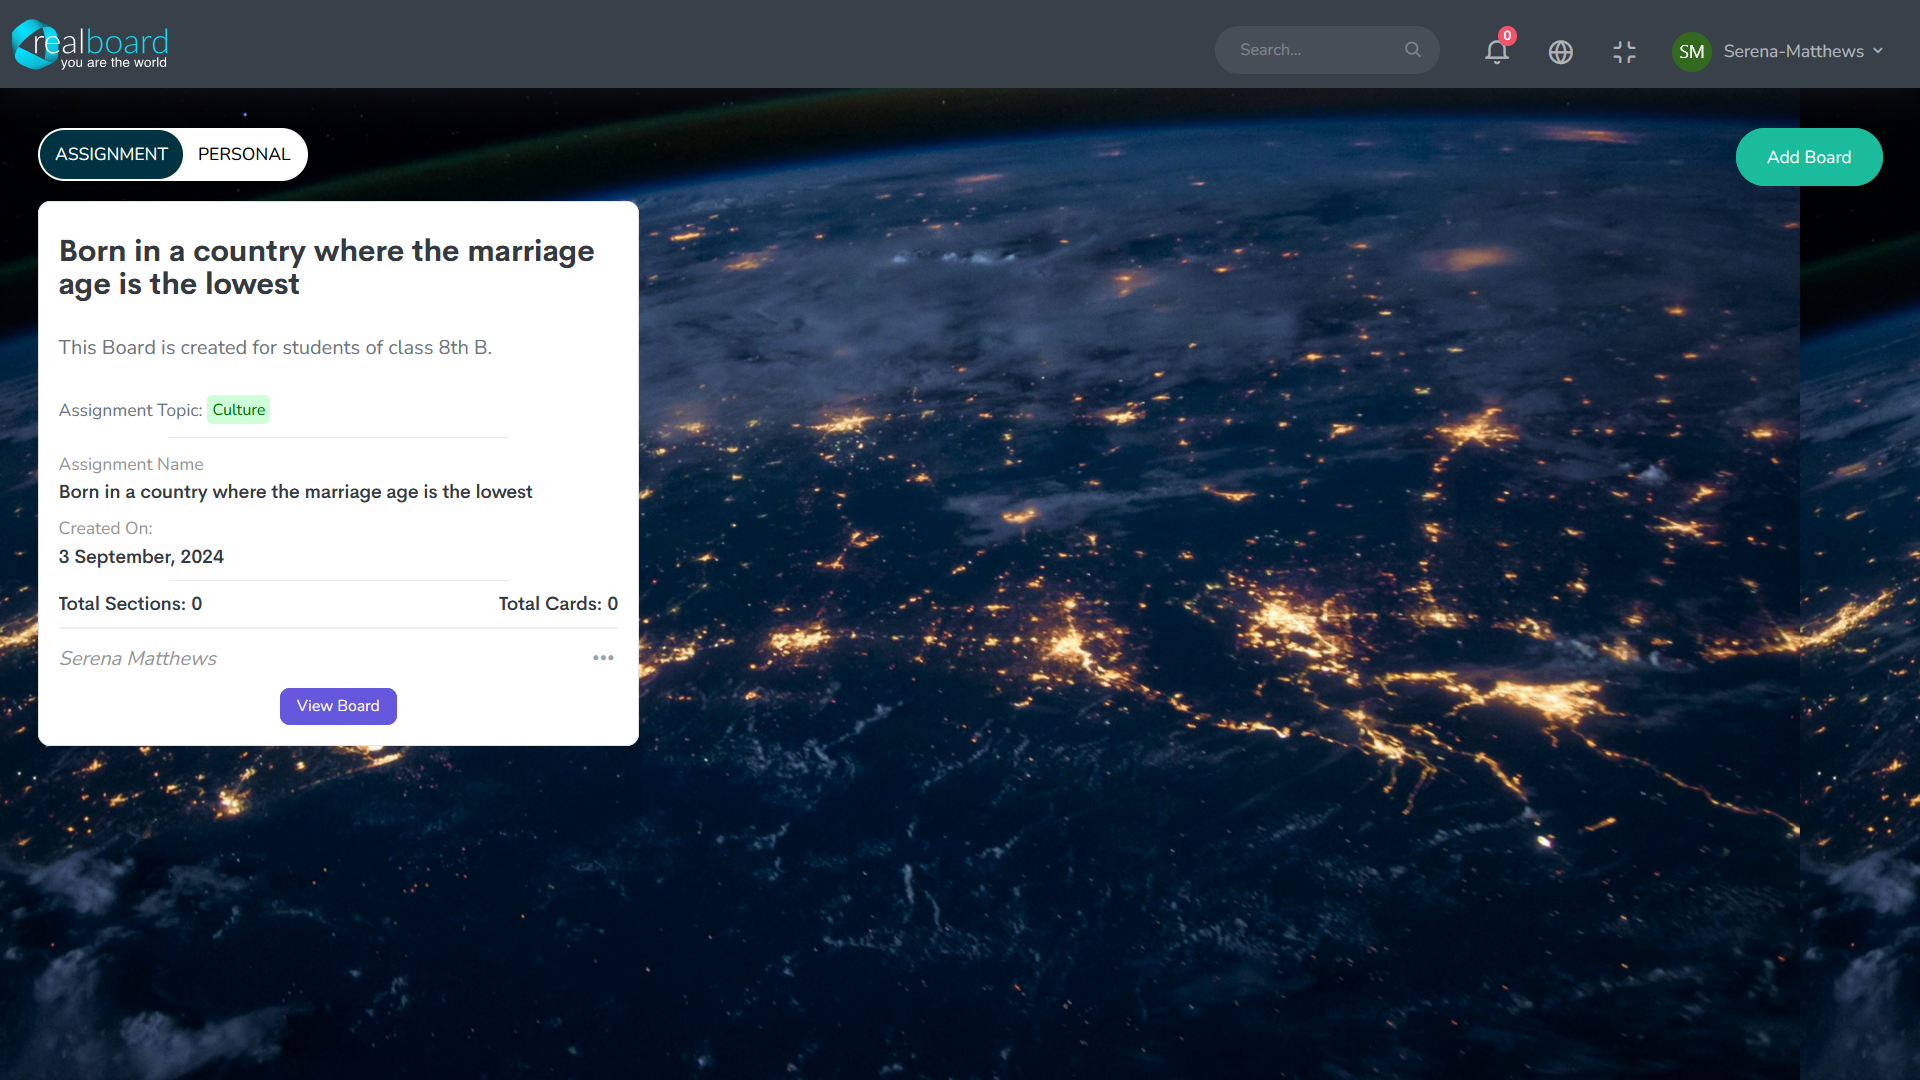 realboard
you are the world
Search...
0
SM
Serena-Matthews
ASSIGNMENT
PERSONAL
Add Board
Born in a country where the marriage
age is the lowest
This Board is created for students of class 8th B.
Assignment Topic: Culture
Assignment Name
Born in a country where the marriage age is the lowest
Created On:
3 September, 2024
Total Sections: 0
Total Cards: 0
Serena Matthews
View Board